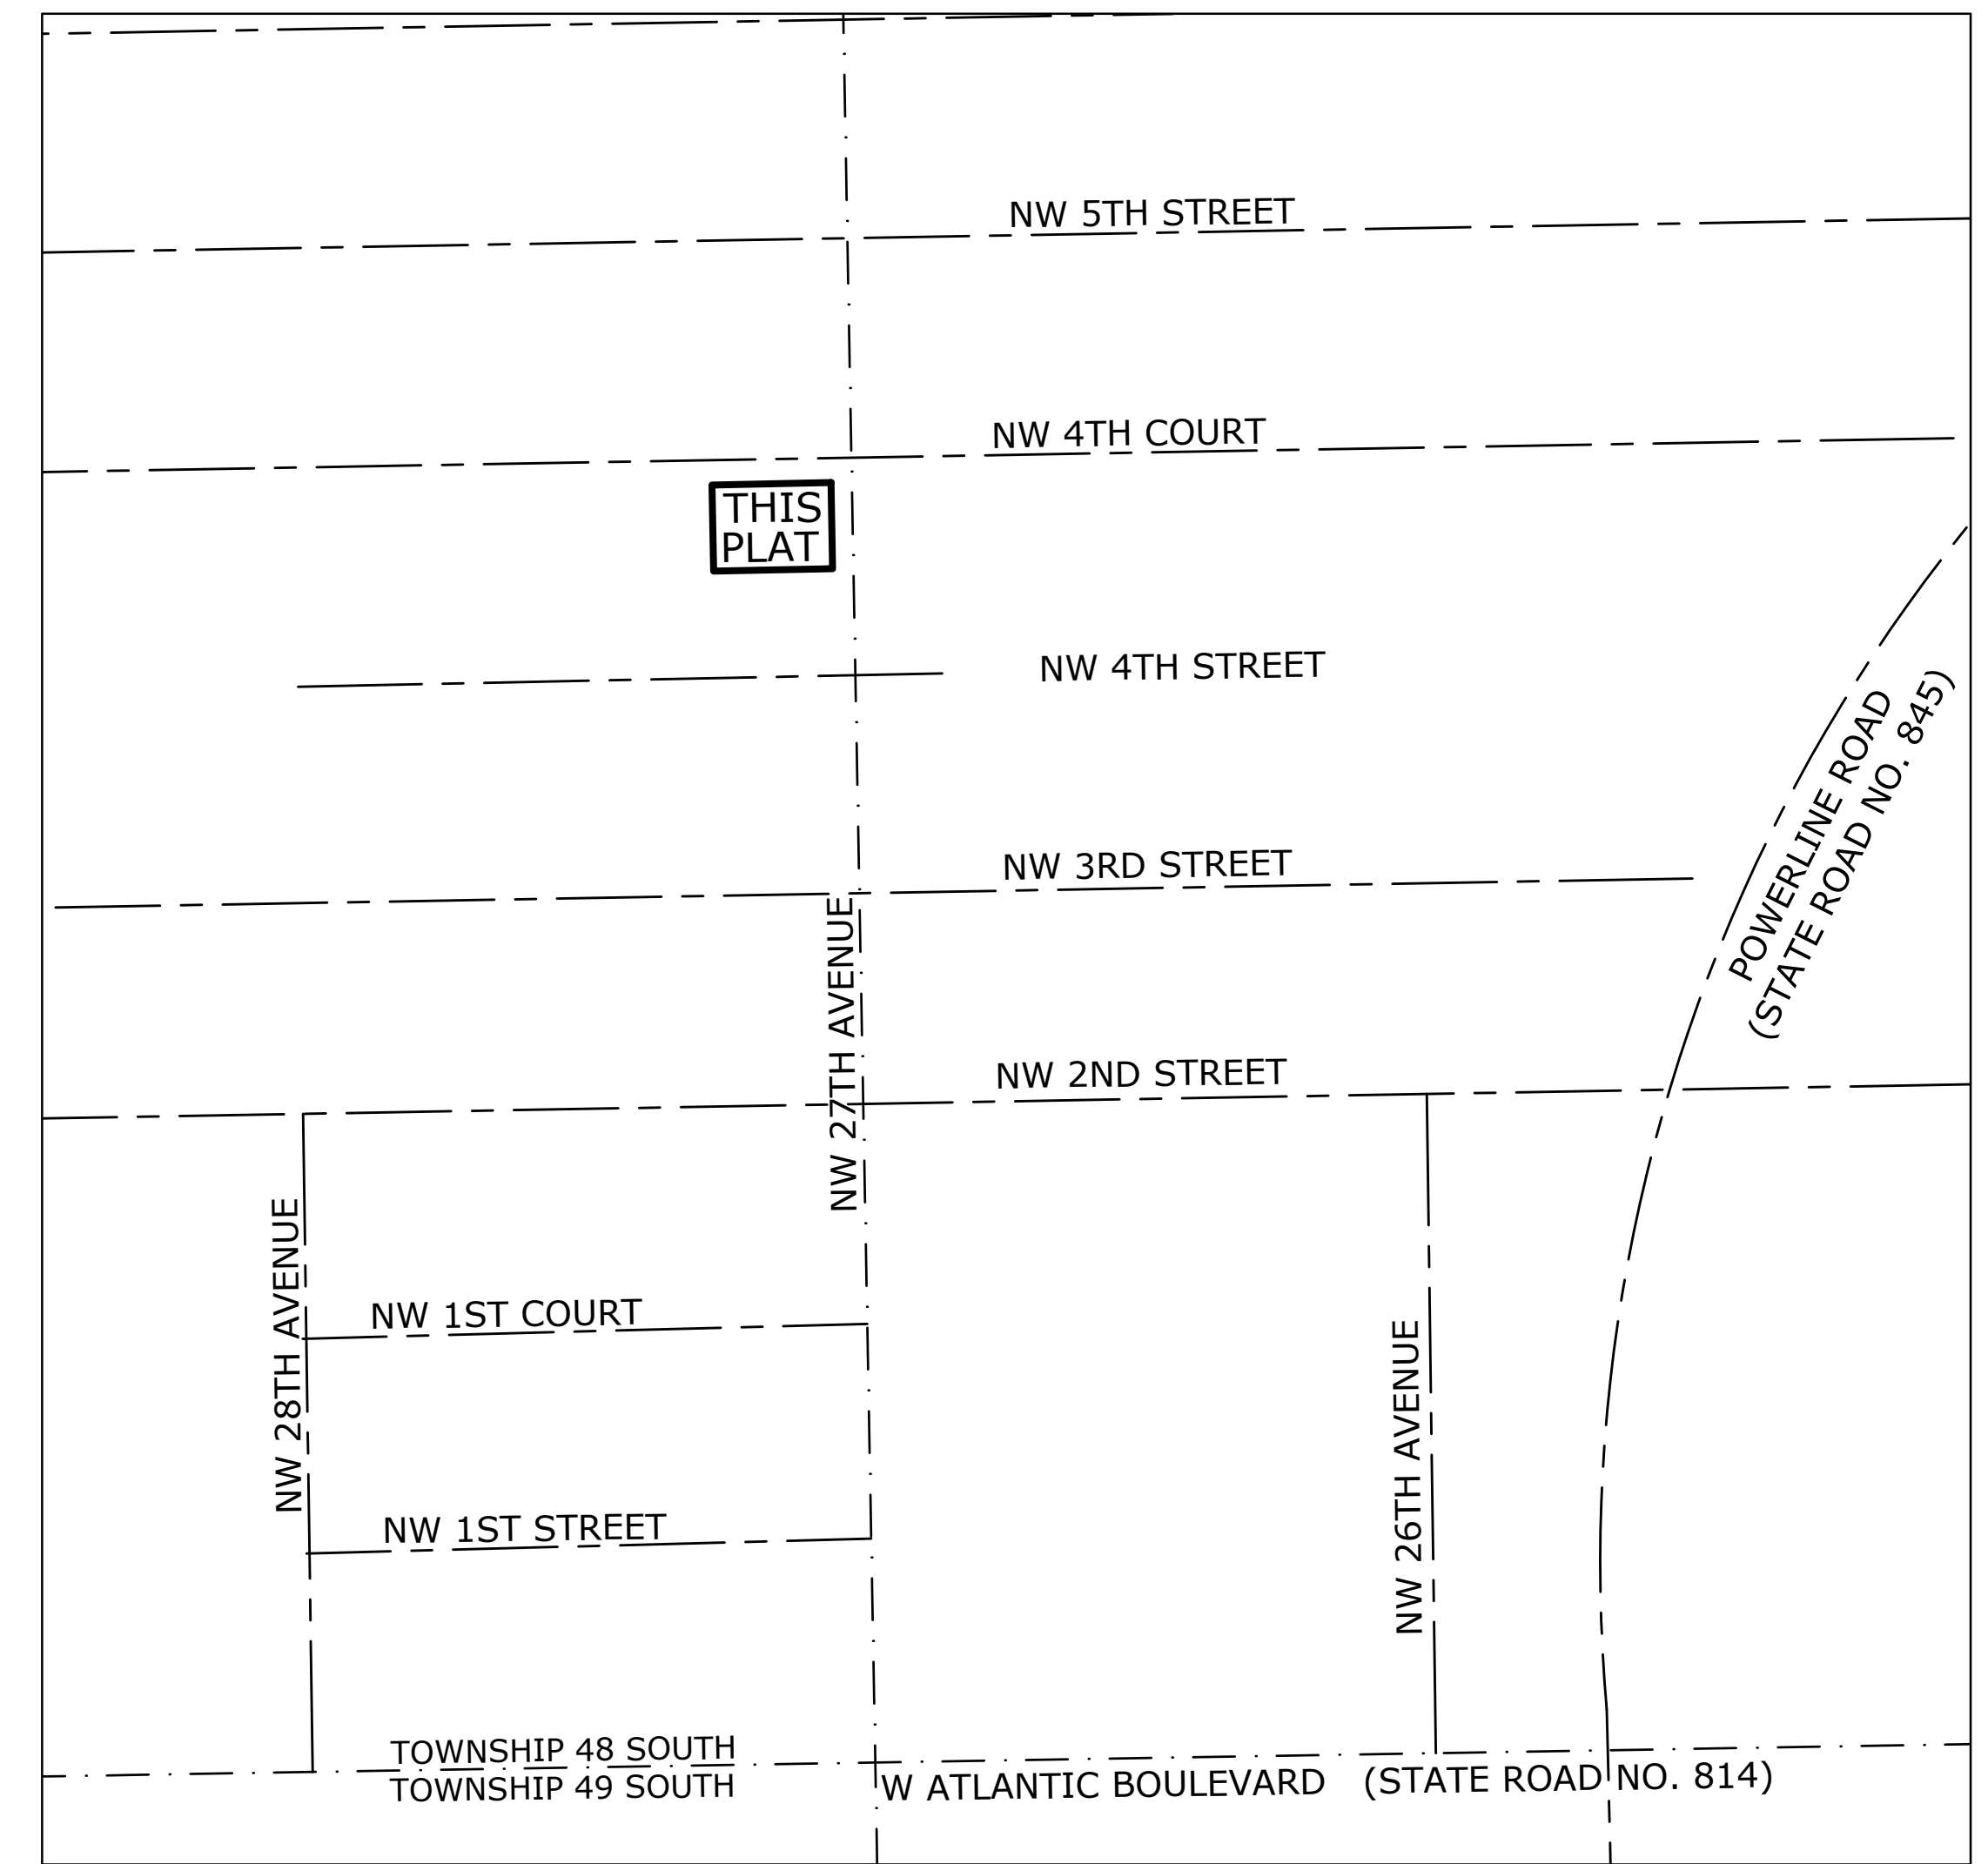 NW 5TH STREET
NW 4TH COURT
THIS
PLAT
NW 4TH STREET
POWERLINE ROAD
(STATE ROAD NO. 845)
NW 3RD STREET
NW 27TH AVENUE
NW 2ND STREET
NW 28TH AVENUE
NW 1ST COURT
NW 26TH AVENUE
NW 1ST STREET
TOWNSHIP 48 SOUTH
TOWNSHIP 49 SOUTH
W ATLANTIC BOULEVARD (STATE ROAD NO. 814)